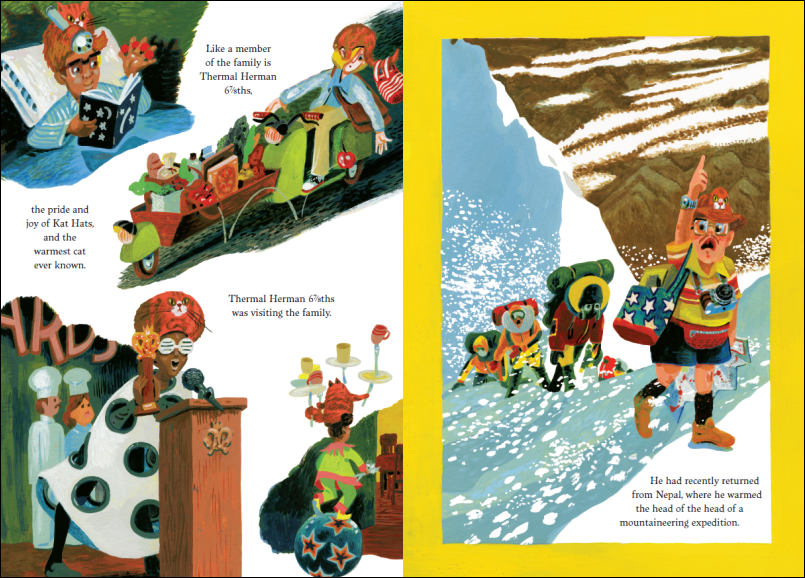 Like a member
of the family is
Thermal Herman
6⅞ths,
the pride and
joy of Kat Hats,
and the
warmest cat
ever known.
Thermal Herman 6⅞ths
was visiting the family.
ARDS
He had recently returned
from Nepal, where he warmed
the head of the head of a
mountaineering expedition.